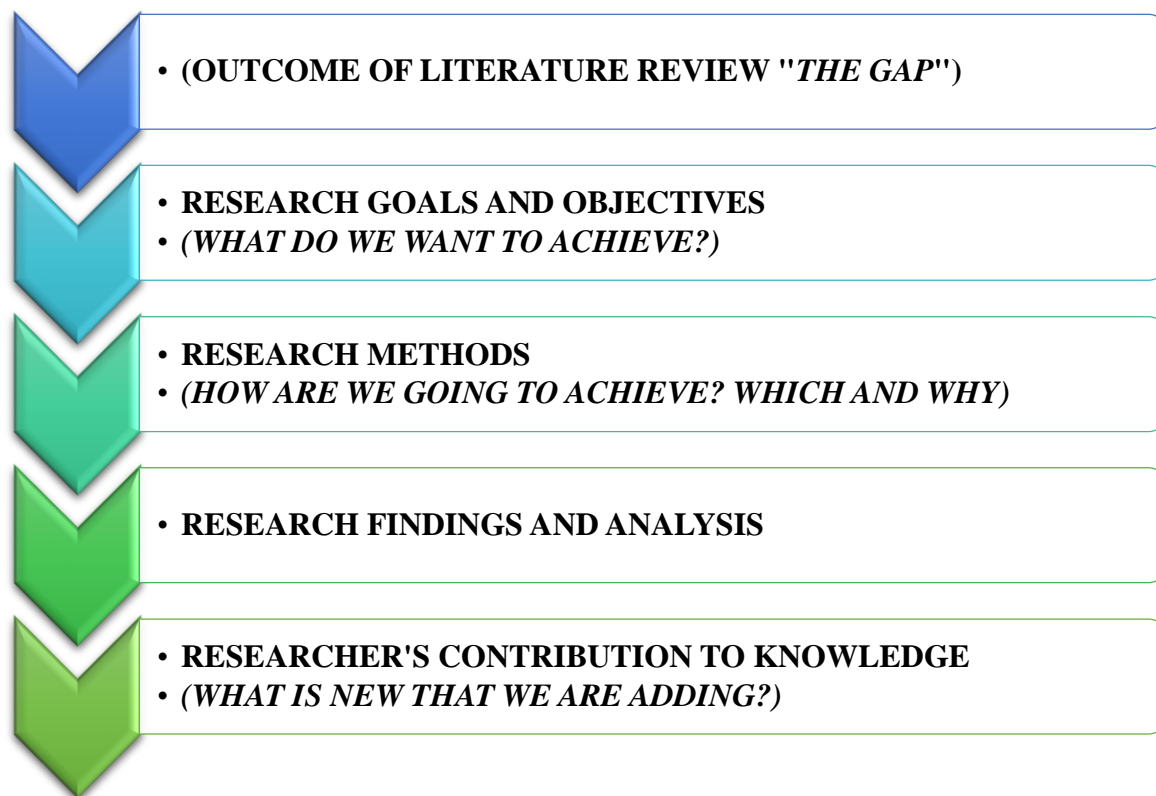 • (OUTCOME OF LITERATURE REVIEW "THE GAP")
• RESEARCH GOALS AND OBJECTIVES
• (WHAT DO WE WANT TO ACHIEVE?)
• RESEARCH METHODS
• (HOW ARE WE GOING TO ACHIEVE? WHICH AND WHY)
• RESEARCH FINDINGS AND ANALYSIS
• RESEARCHER'S CONTRIBUTION TO KNOWLEDGE
• (WHAT IS NEW THAT WE ARE ADDING?)